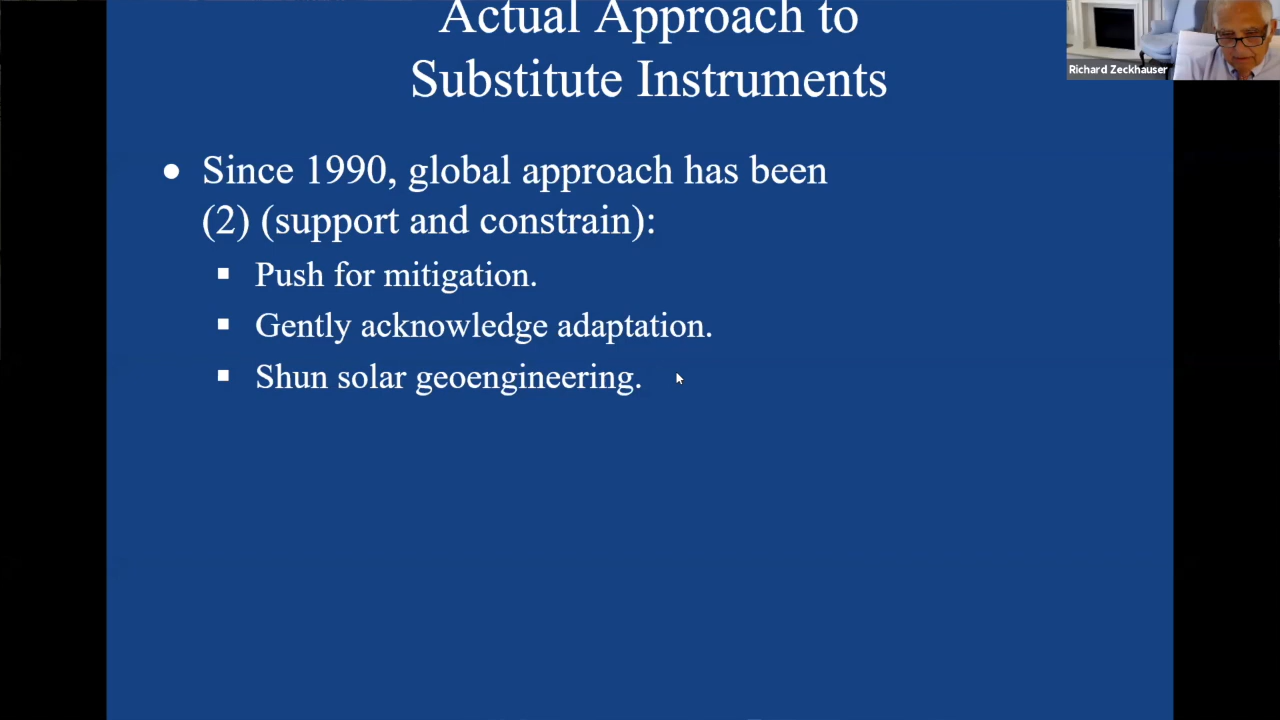 Actual Approach to
Substitute Instruments
Richard Zeckhauser
• Since 1990, global approach has been
(2) (support and constrain):
▪ Push for mitigation.
▪ Gently acknowledge adaptation.
▪ Shun solar geoengineering.